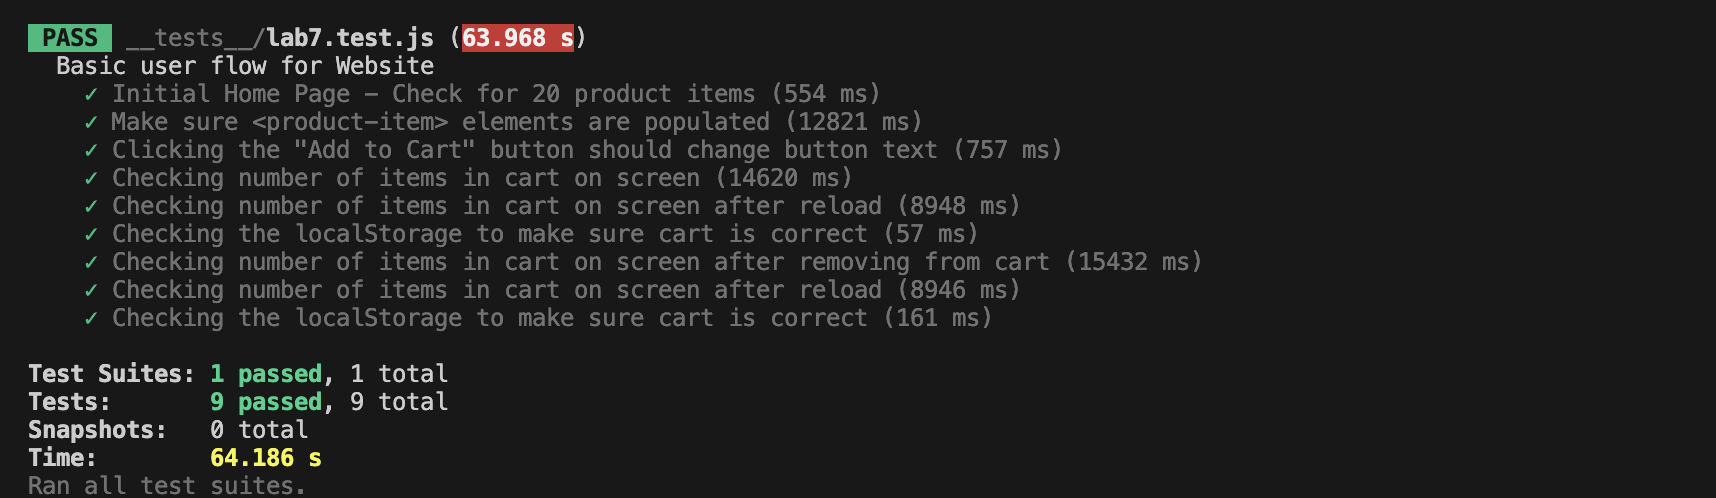 PASS __tests__/lab7.test.js (63.968 s)
Basic user flow for Website
✓ Initial Home Page – Check for 20 product items (554 ms)
✓ Make sure <product-item> elements are populated (12821 ms)
✓ Clicking the "Add to Cart" button should change button text (757 ms)
✓ Checking number of items in cart on screen (14620 ms)
✓ Checking number of items in cart on screen after reload (8948 ms)
✓ Checking the localStorage to make sure cart is correct (57 ms)
✓ Checking number of items in cart on screen after removing from cart (15432 ms)
✓ Checking number of items in cart on screen after reload (8946 ms)
✓ Checking the localStorage to make sure cart is correct (161 ms)
Test Suites: 1 passed, 1 total
Tests: 9 passed, 9 total
Snapshots: 0 total
Time: 64.186 s
Ran all test suites.